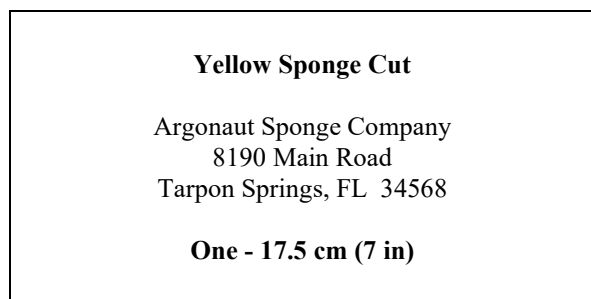 Yellow Sponge Cut
Argonaut Sponge Company
8190 Main Road
Tarpon Springs, FL  34568
One - 17.5 cm (7 in)